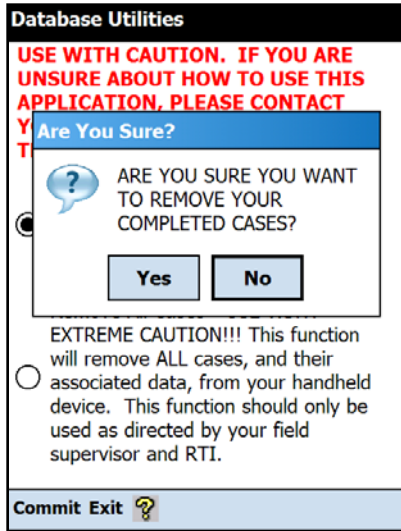 Database Utilities
USE WITH CAUTION. IF YOU ARE
UNSURE ABOUT HOW TO USE THIS
APPLICATION, PLEASE CONTACT
Are You Sure?
ARE YOU SURE YOU WANT
TO REMOVE YOUR
COMPLETED CASES?
Yes No
EXTREME CAUTION!!! This function
will remove ALL cases, and their
associated data, from your handheld
device. This function should only be
used as directed by your field
supervisor and RTI.
Commit Exit